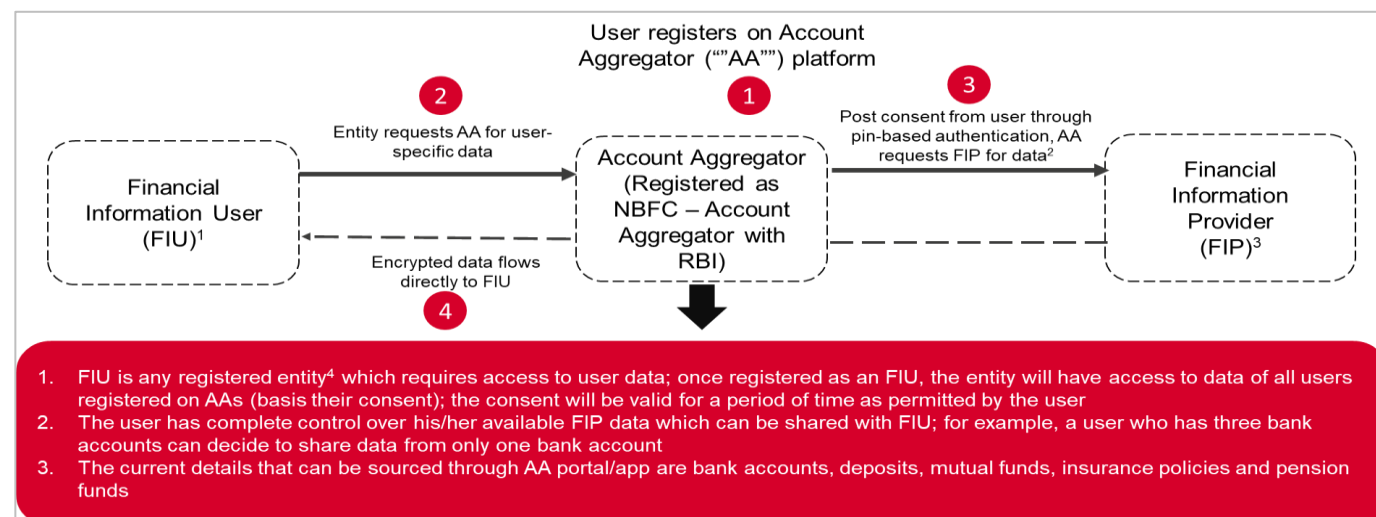 User registers on Account
Aggregator (“”AA””) platform
2
1
3
Entity requests AA for user-
specific data
Post consent from user through
pin-based authentication, AA
requests FIP for data²
Financial
Information User
(FIU)¹
Account Aggregator
(Registered as
NBFC – Account
Aggregator with
RBI)
Financial
Information
Provider
(FIP)³
Encrypted data flows
directly to FIU
4
1. FIU is any registered entity⁴ which requires access to user data; once registered as an FIU, the entity will have access to data of all users
registered on AAs (basis their consent); the consent will be valid for a period of time as permitted by the user
2. The user has complete control over his/her available FIP data which can be shared with FIU; for example, a user who has three bank
accounts can decide to share data from only one bank account
3. The current details that can be sourced through AA portal/app are bank accounts, deposits, mutual funds, insurance policies and pension
funds